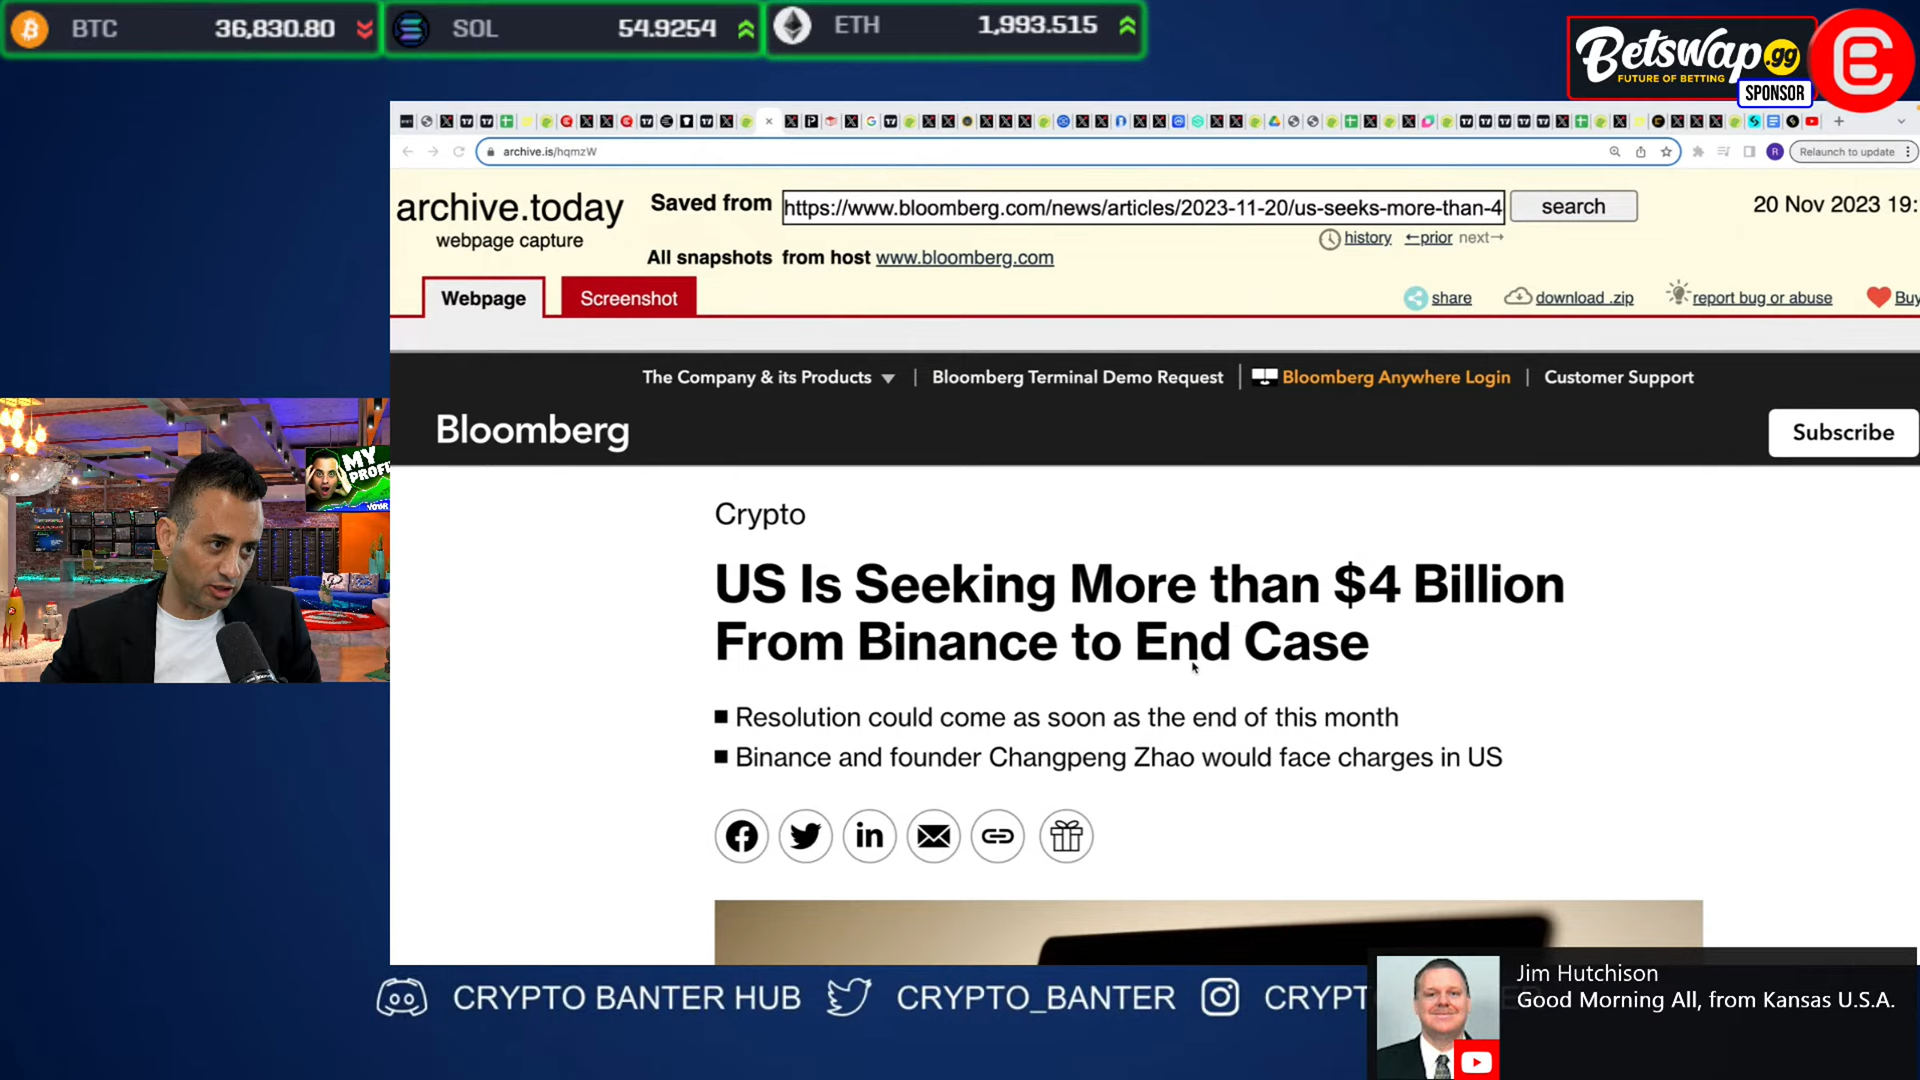 BTC 36,830.80
SOL 54.9254
ETH 1,993.515
Betswap.gg
FUTURE OF BETTING
SPONSOR
archive.is/hqmzW
Relaunch to update
archive.today
webpage capture
Saved from https://www.bloomberg.com/news/articles/2023-11-20/us-seeks-more-than-4 search
20 Nov 2023 19:
history ←prior next→
All snapshots from host www.bloomberg.com
Webpage Screenshot
share download .zip report bug or abuse Buy
The Company & its Products | Bloomberg Terminal Demo Request | Bloomberg Anywhere Login | Customer Support
Bloomberg
Subscribe
MY
PROFI
YOUR
Crypto
US Is Seeking More than $4 Billion
From Binance to End Case
Resolution could come as soon as the end of this month
Binance and founder Changpeng Zhao would face charges in US
CRYPTO BANTER HUB CRYPTO_BANTER CRYPT
Jim Hutchison
Good Morning All, from Kansas U.S.A.